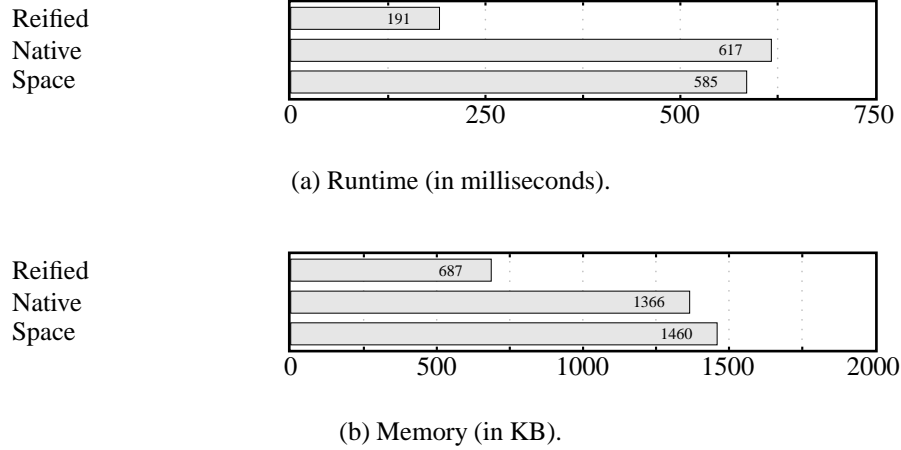 Reified 191
Native 617
Space 585
0 250 500 750
(a) Runtime (in milliseconds).
Reified 687
Native 1366
Space 1460
0 500 1000 1500 2000
(b) Memory (in KB).